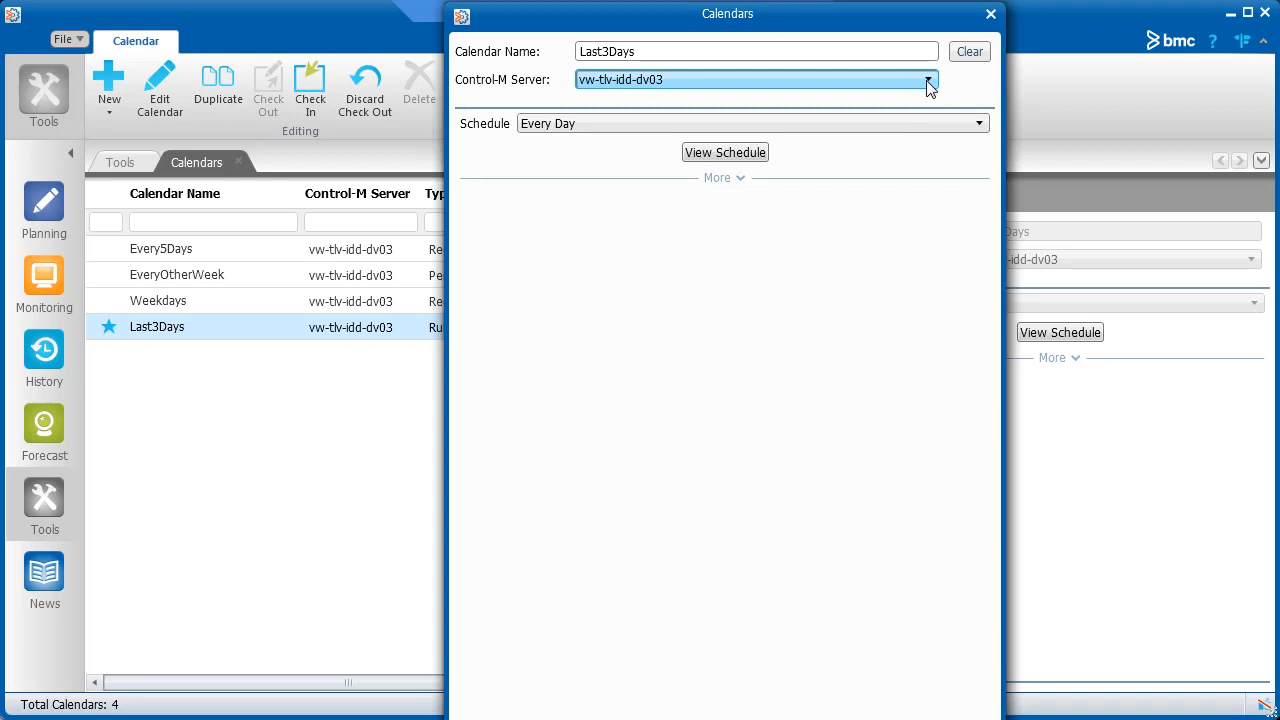 Calendars
File
Calendar
bmc
?
Calendar Name:
Last3Days
Clear
Control-M Server:
vw-tlv-idd-dv03
Tools
New
Edit
Calendar
Duplicate
Check
Out
Check
In
Discard
Check Out
Delete
Editing
Schedule
Every Day
View Schedule
More
Tools
Calendars
Calendar Name
Control-M Server
Typ
Every5Days
vw-tlv-idd-dv03
Re
EveryOtherWeek
vw-tlv-idd-dv03
Pe
Weekdays
vw-tlv-idd-dv03
Re
Last3Days
vw-tlv-idd-dv03
Ru
Days
-idd-dv03
View Schedule
More
Planning
Monitoring
History
Forecast
Tools
News
Total Calendars: 4